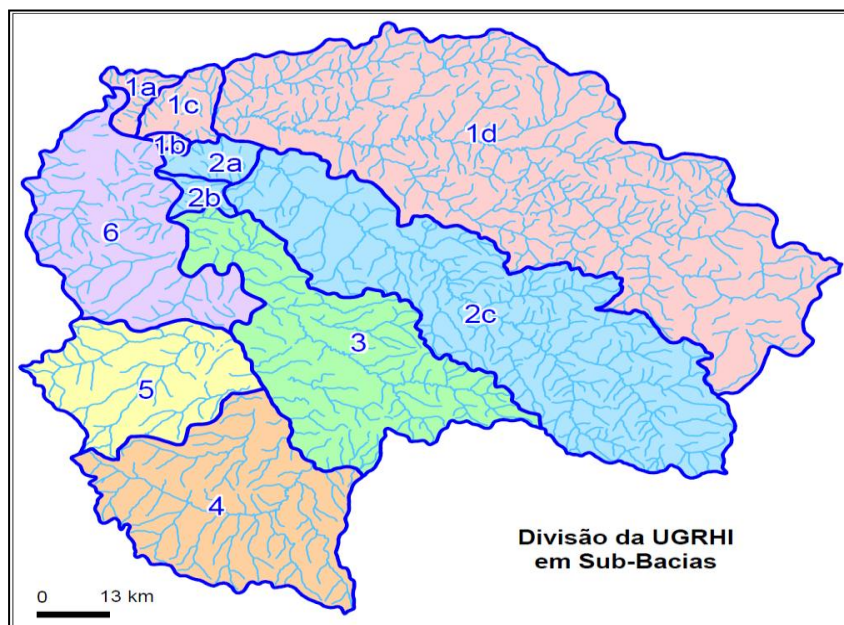 1a
1c
1d
1b
2a
2b
6
2c
3
5
4
Divisão da UGRHI
em Sub-Bacias
0 13 km